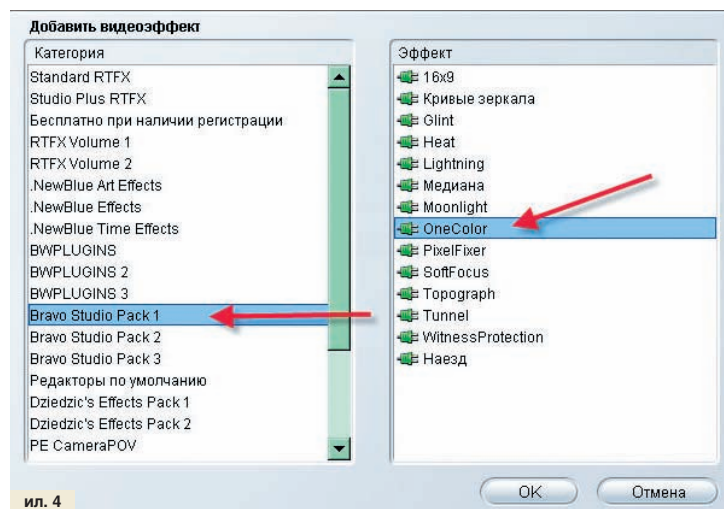 Добавить видеоэффект
Категория
Standard RTFX
Studio Plus RTFX
Бесплатно при наличии регистрации
RTFX Volume 1
RTFX Volume 2
.NewBlue Art Effects
.NewBlue Effects
.NewBlue Time Effects
BWPLUGINS
BWPLUGINS 2
BWPLUGINS 3
Bravo Studio Pack 1
Bravo Studio Pack 2
Bravo Studio Pack 3
Редакторы по умолчанию
Dziedzic's Effects Pack 1
Dziedzic's Effects Pack 2
PE CameraPOV
Эффект
16x9
Кривые зеркала
Glint
Heat
Lightning
Медиана
Moonlight
OneColor
PixelFixer
SoftFocus
Topograph
Tunnel
WitnessProtection
Наезд
OK
Отмена
ил. 4